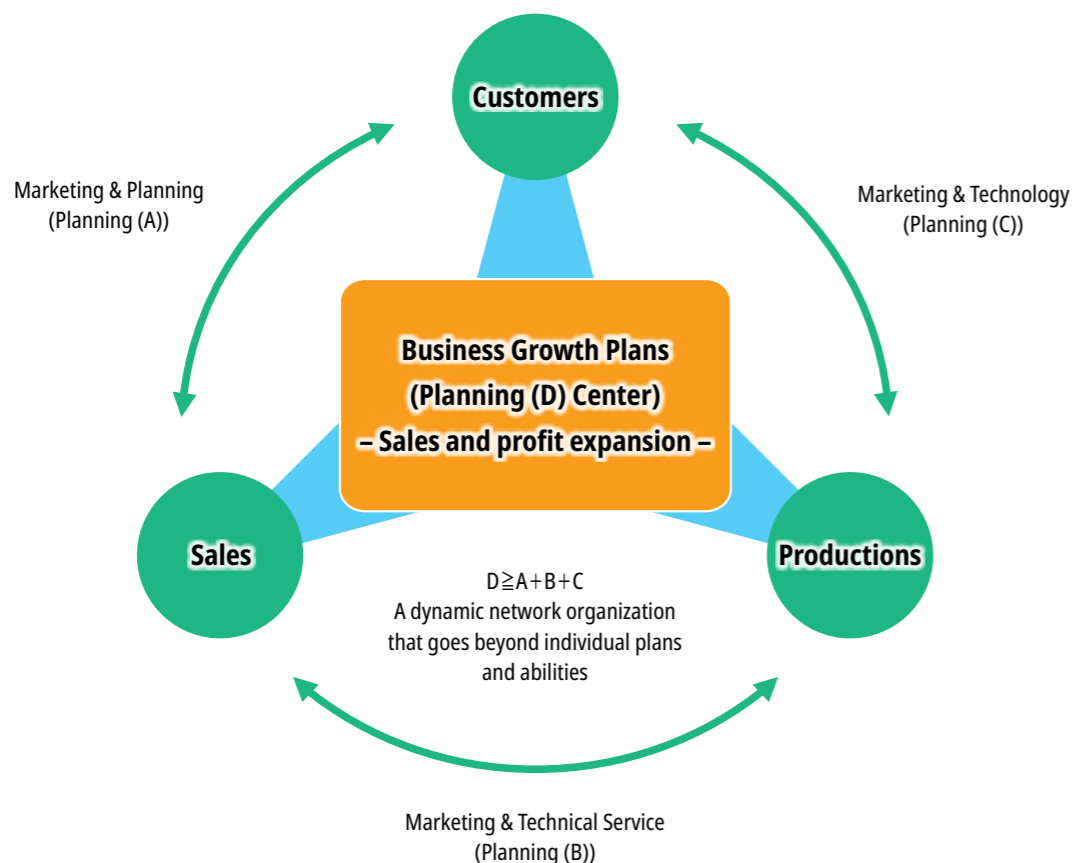 Customers
Marketing & Planning
(Planning (A))
Marketing & Technology
(Planning (C))
Business Growth Plans
(Planning (D) Center)
– Sales and profit expansion –
Sales
Productions
D≧A+B+C
A dynamic network organization
that goes beyond individual plans
and abilities
Marketing & Technical Service
(Planning (B))